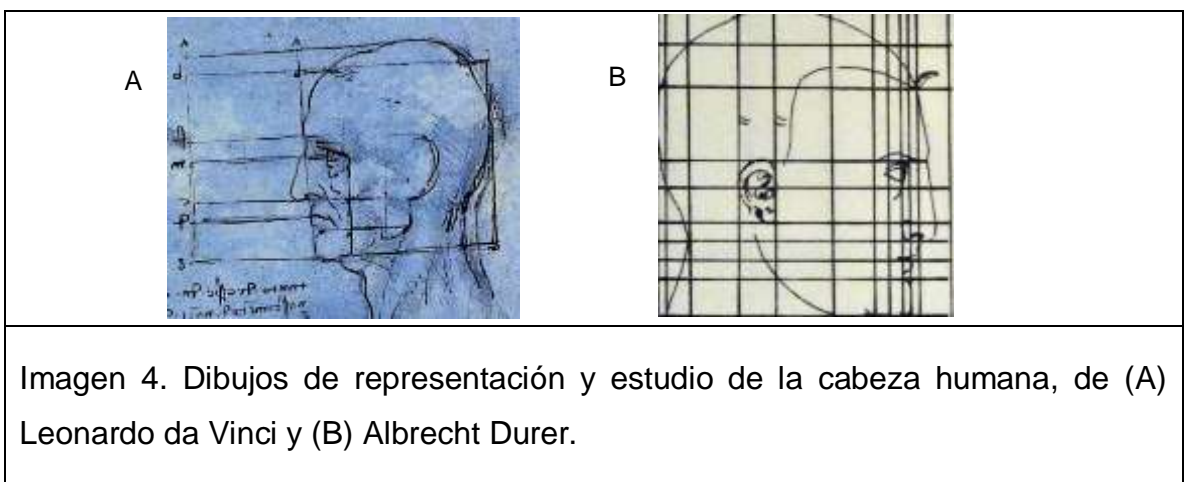 A
B
Imagen 4. Dibujos de representación y estudio de la cabeza humana, de (A)
Leonardo da Vinci y (B) Albrecht Durer.